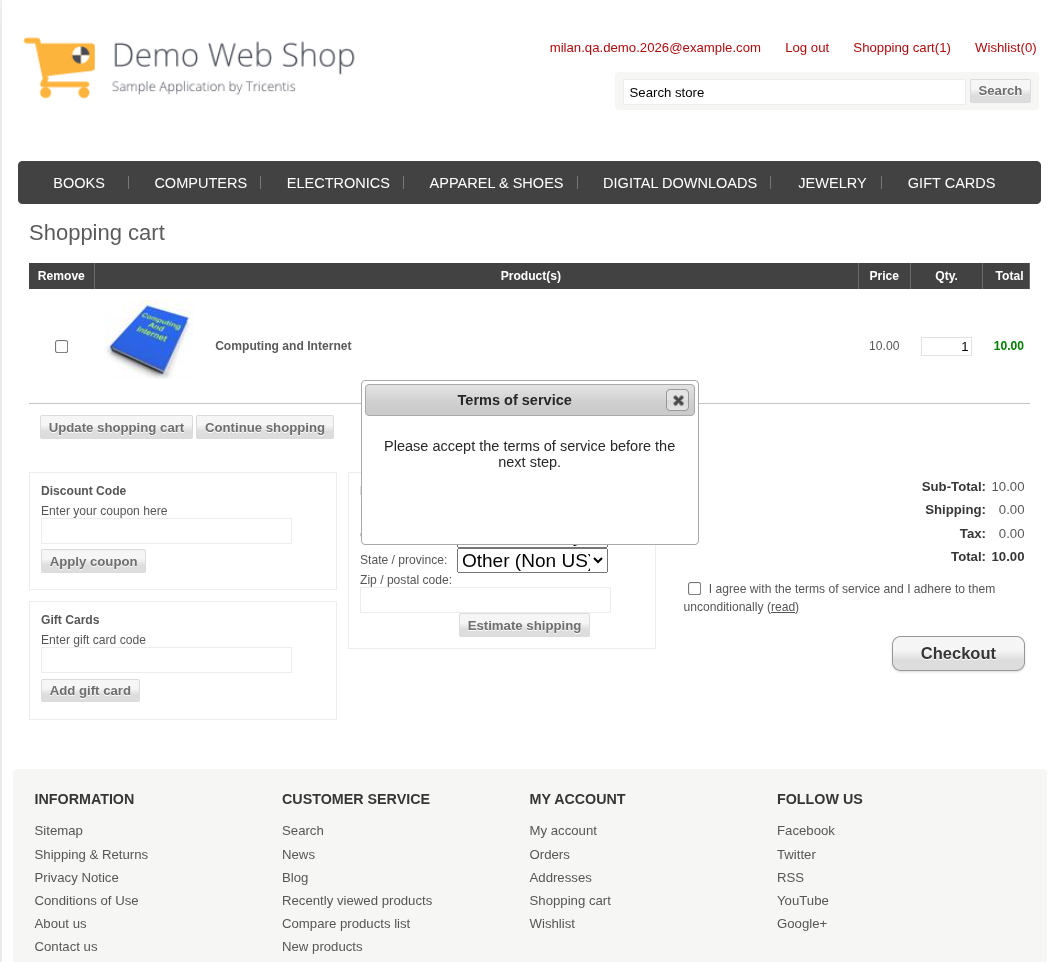 Demo Web Shop
Sample Application by Tricentis
milan.qa.demo.2026@example.com Log out Shopping cart(1) Wishlist(0)
Search store Search
BOOKS COMPUTERS ELECTRONICS APPAREL & SHOES DIGITAL DOWNLOADS JEWELRY GIFT CARDS
Shopping cart
Remove Product(s) Price Qty. Total
Computing And Internet
Computing and Internet 10.00 1 10.00
Terms of service
Please accept the terms of service before the
next step.
Update shopping cart Continue shopping
Discount Code
Enter your coupon here
Apply coupon
Gift Cards
Enter gift card code
Add gift card
State / province: Other (Non US)
Zip / postal code:
Estimate shipping
Sub-Total: 10.00
Shipping: 0.00
Tax: 0.00
Total: 10.00
I agree with the terms of service and I adhere to them
unconditionally (read)
Checkout
INFORMATION
Sitemap
Shipping & Returns
Privacy Notice
Conditions of Use
About us
Contact us
CUSTOMER SERVICE
Search
News
Blog
Recently viewed products
Compare products list
New products
MY ACCOUNT
My account
Orders
Addresses
Shopping cart
Wishlist
FOLLOW US
Facebook
Twitter
RSS
YouTube
Google+